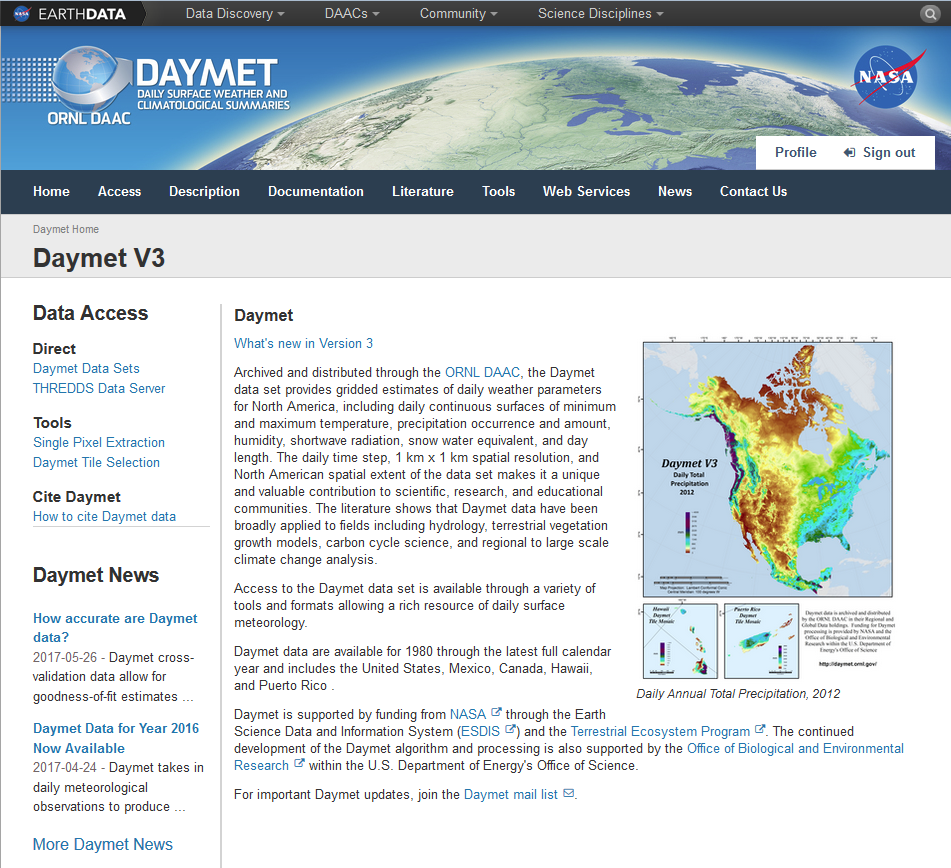 EARTHDATA
Data Discovery
DAACs
Community
Science Disciplines
DAYMET
DAILY SURFACE WEATHER AND
CLIMATOLOGICAL SUMMARIES
ORNL DAAC
NASA
Profile
Sign out
Home Access Description Documentation Literature Tools Web Services News Contact Us
Daymet Home
Daymet V3
Data Access
Direct
Daymet Data Sets
THREDDS Data Server
Tools
Single Pixel Extraction
Daymet Tile Selection
Cite Daymet
How to cite Daymet data
Daymet News
How accurate are Daymet
data?
2017-05-26 - Daymet cross-
validation data allow for
goodness-of-fit estimates ...
Daymet Data for Year 2016
Now Available
2017-04-24 - Daymet takes in
daily meteorological
observations to produce ...
More Daymet News
Daymet
What's new in Version 3
Archived and distributed through the ORNL DAAC, the Daymet
data set provides gridded estimates of daily weather parameters
for North America, including daily continuous surfaces of minimum
and maximum temperature, precipitation occurrence and amount,
humidity, shortwave radiation, snow water equivalent, and day
length. The daily time step, 1 km x 1 km spatial resolution, and
North American spatial extent of the data set makes it a unique
and valuable contribution to scientific, research, and educational
communities. The literature shows that Daymet data have been
broadly applied to fields including hydrology, terrestrial vegetation
growth models, carbon cycle science, and regional to large scale
climate change analysis.
Access to the Daymet data set is available through a variety of
tools and formats allowing a rich resource of daily surface
meteorology.
Daymet data are available for 1980 through the latest full calendar
year and includes the United States, Mexico, Canada, Hawaii,
and Puerto Rico .
Daymet V3
Daily Total
Precipitation
2012
Hawaii
Daymet
Tile Mosaic
Puerto Rico
Daymet
Tile Mosaic
Daymet data is archived and distributed
by the ORNL DAAC in their Regional and
Global Data holdings. Funding for Daymet
processing is provided by NASA and the
Office of Biological and Environmental
Research within the U.S. Department of
Energy's Office of Science
http://daymet.ornl.gov/
Daily Annual Total Precipitation, 2012
Daymet is supported by funding from NASA through the Earth
Science Data and Information System (ESDIS) and the Terrestrial Ecosystem Program. The continued
development of the Daymet algorithm and processing is also supported by the Office of Biological and Environmental
Research within the U.S. Department of Energy's Office of Science.
For important Daymet updates, join the Daymet mail list.